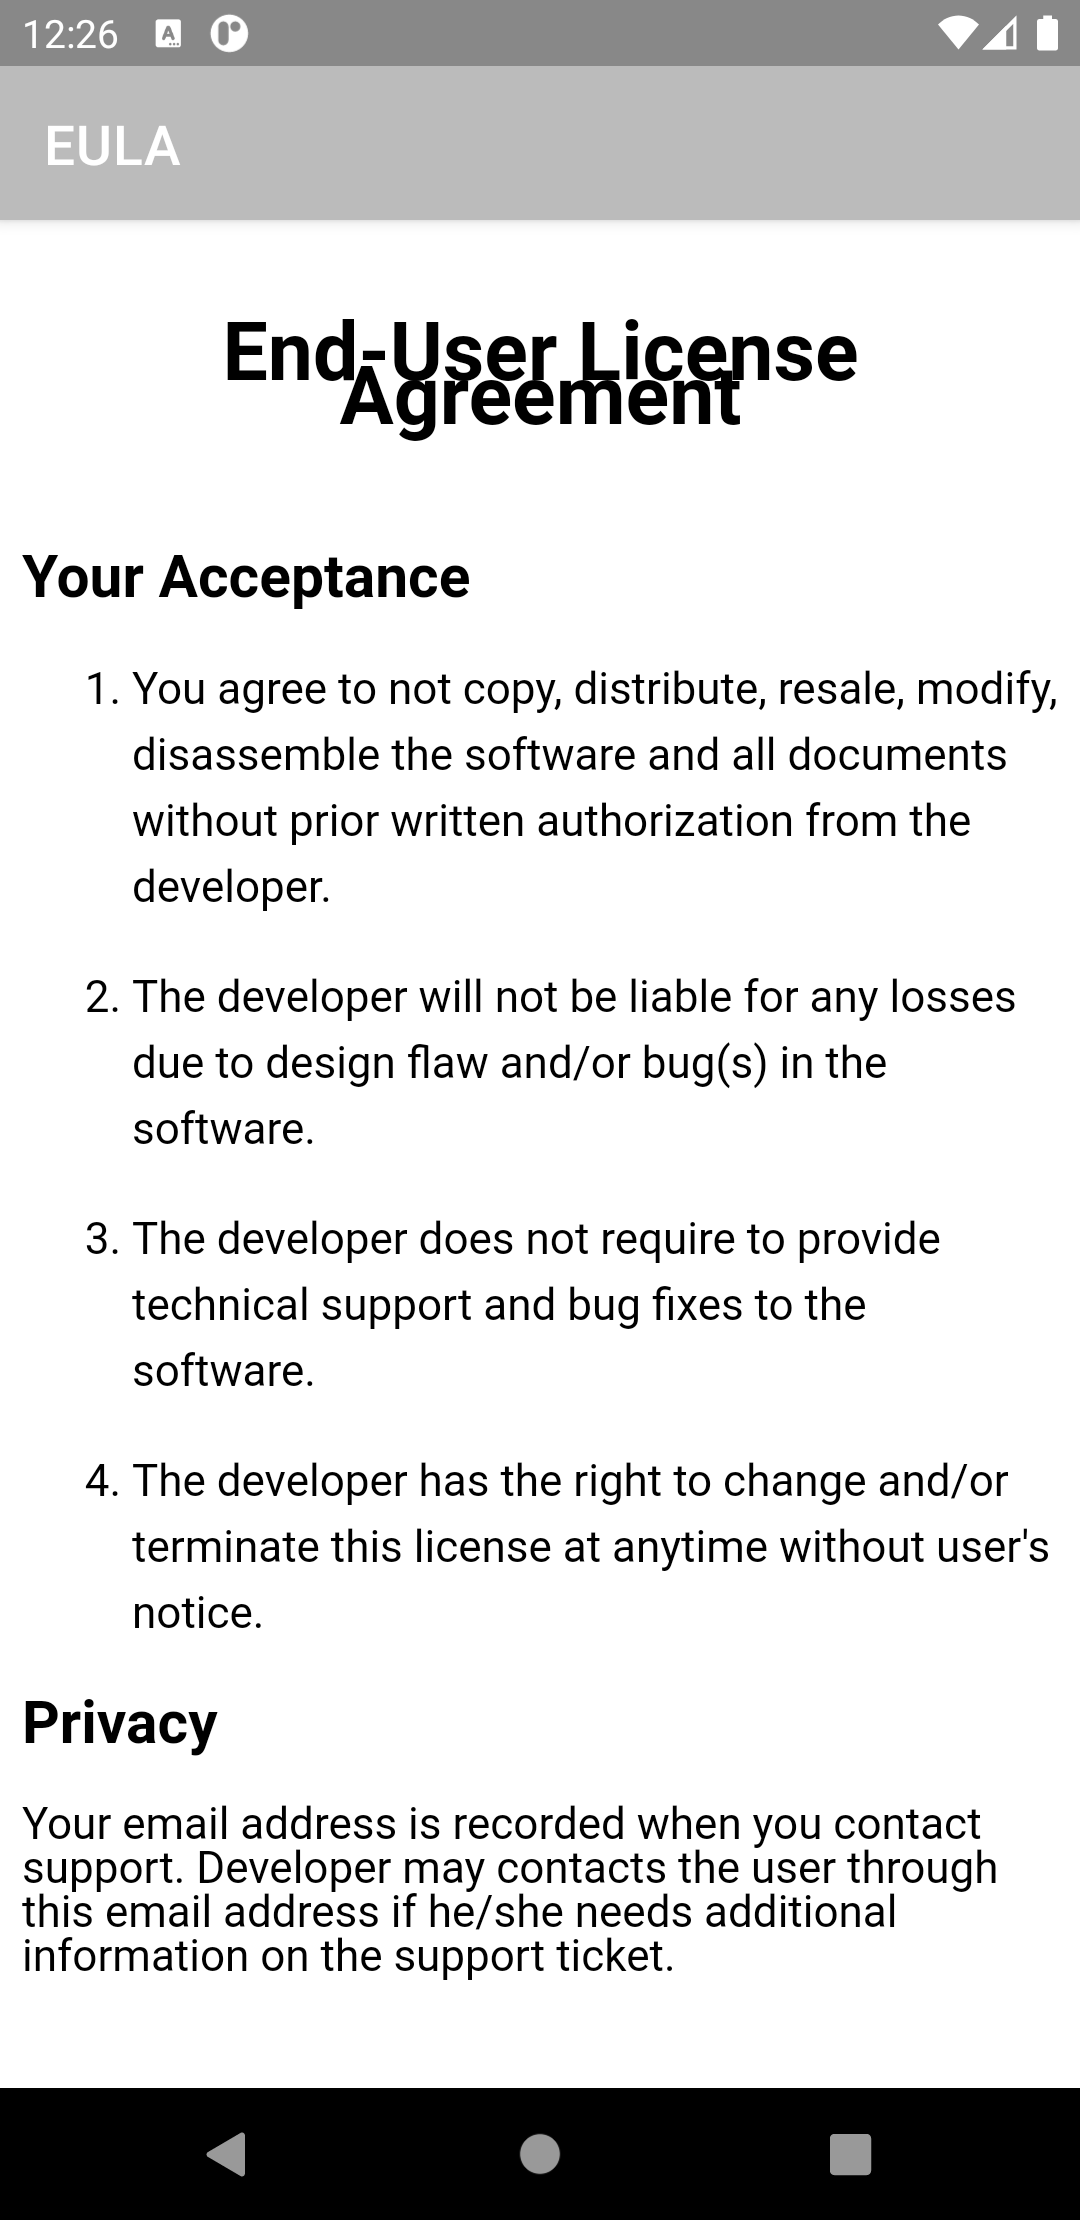 12:26
EULA
End-User License
Agreement
Your Acceptance
1. You agree to not copy, distribute, resale, modify,
disassemble the software and all documents
without prior written authorization from the
developer.
2. The developer will not be liable for any losses
due to design flaw and/or bug(s) in the
software.
3. The developer does not require to provide
technical support and bug fixes to the
software.
4. The developer has the right to change and/or
terminate this license at anytime without user's
notice.
Privacy
Your email address is recorded when you contact
support. Developer may contacts the user through
this email address if he/she needs additional
information on the support ticket.